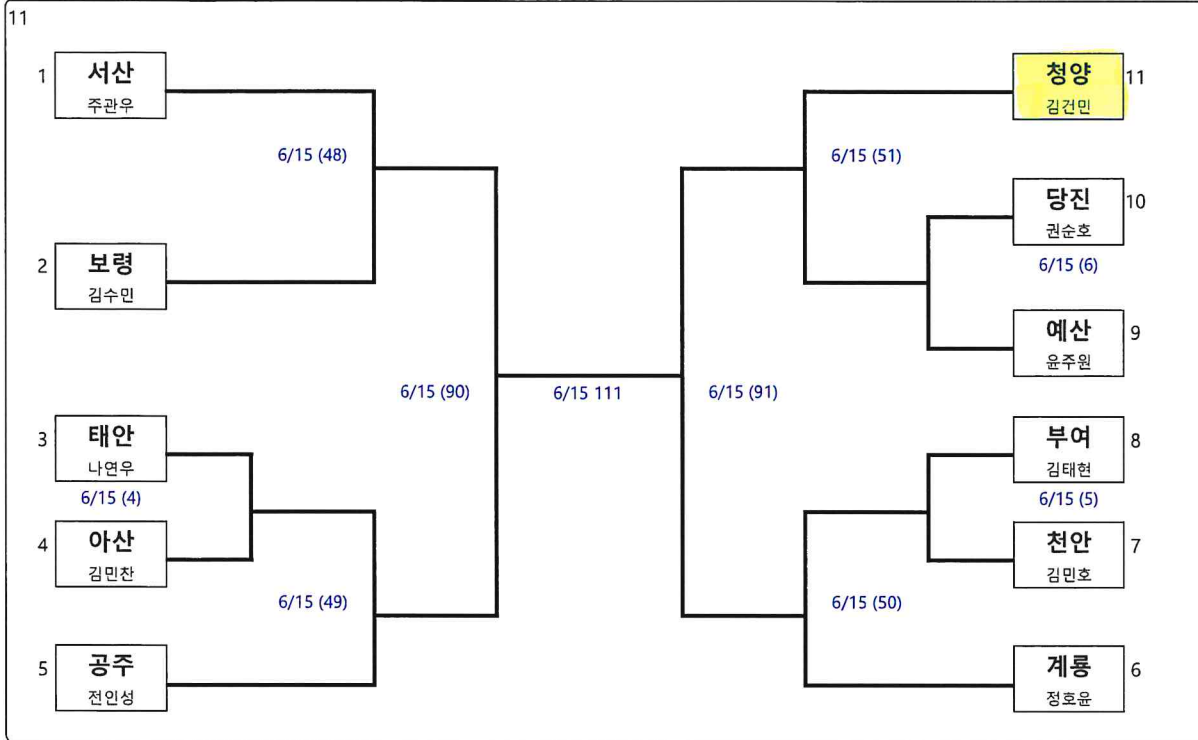 11
1
서산
주관우
6/15 (48)
2
보령
김수민
6/15 (90)
3
태안
나연우
6/15 (4)
4
아산
김민찬
6/15 (49)
5
공주
전인성
6/15 111
청양
11
김건민
6/15 (51)
당진
10
권순호
6/15 (6)
예산
9
윤주원
6/15 (91)
부여
8
김태현
6/15 (5)
천안
7
김민호
6/15 (50)
계룡
6
정호윤